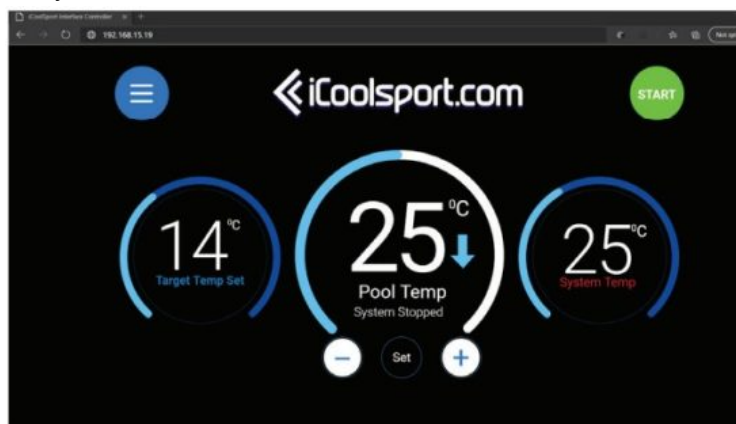 iCoolSport Interface Controller
192.168.15.19
iCoolsport.com
START
14°C
Target Temp Set
25°C
Pool Temp
System Stopped
25°C
System Temp
− Set +